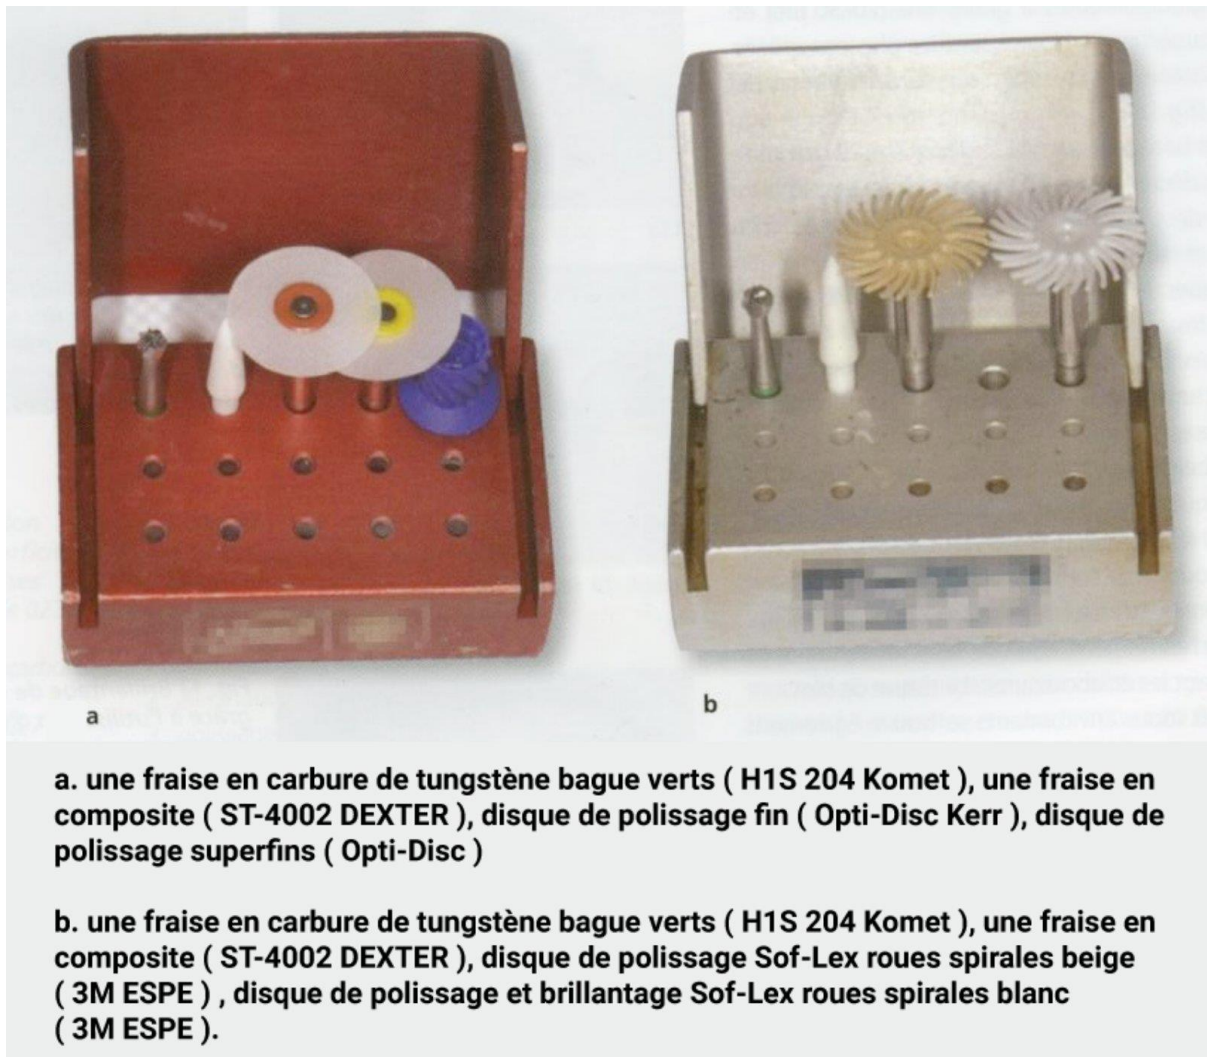 a
b
a. une fraise en carbure de tungstène bague verts ( H1S 204 Komet ), une fraise en
composite ( ST-4002 DEXTER ), disque de polissage fin ( Opti-Disc Kerr ), disque de
polissage superfins ( Opti-Disc )
b. une fraise en carbure de tungstène bague verts ( H1S 204 Komet ), une fraise en
composite ( ST-4002 DEXTER ), disque de polissage Sof-Lex roues spirales beige
( 3M ESPE ) , disque de polissage et brillantage Sof-Lex roues spirales blanc
( 3M ESPE ).